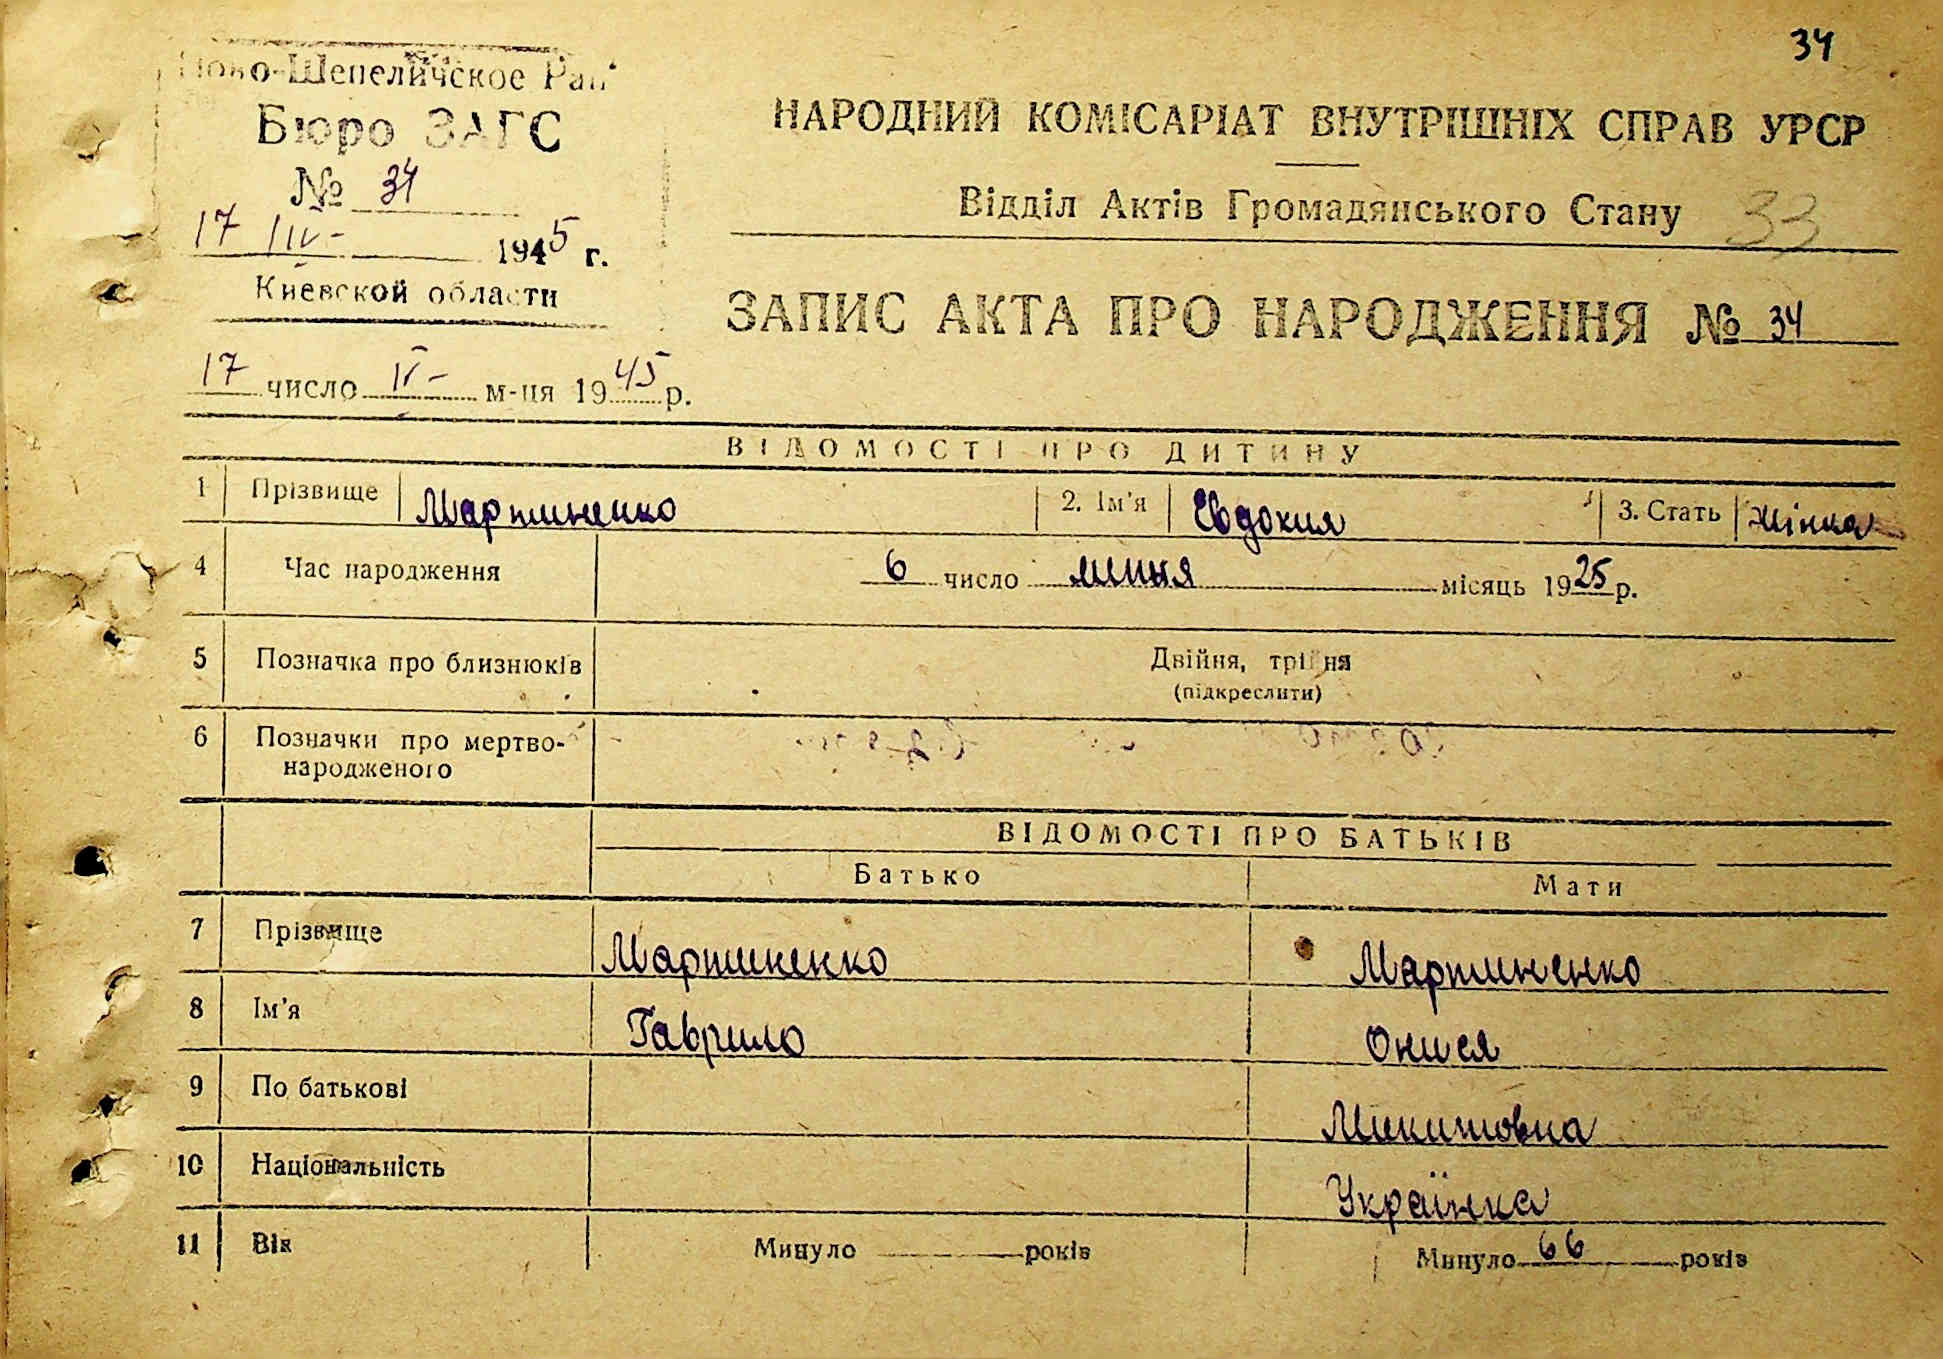 34
Ново-Шепеличское Рай
Бюро ЗАГС
№ 34
17 IV- 1945 г.
Киевской области
НАРОДНИЙ КОМІСАРІАТ ВНУТРІШНІХ СПРАВ УРСР
Відділ Актів Громадянського Стану 33
ЗАПИС АКТА ПРО НАРОДЖЕННЯ № 34
17 число IV- м-ця 1945 р.
ВІДОМОСТІ ПРО ДИТИНУ
1 Прізвище Мартиненко 2. Ім'я Евдокия 3. Стать жінка
4 Час народження 6 число липня місяць 1925 р.
5 Позначка про близнюків Двійня, трійня
(підкреслити)
6 Позначки про мертво-
народженого
ВІДОМОСТІ ПРО БАТЬКІВ
Батько Мати
7 Прізвище Мартиненко Мартиненко
8 Ім'я Гаврило Онися
9 По батькові Микитовна
10 Національність Українка
11 Вік Минуло років Минуло 66 років